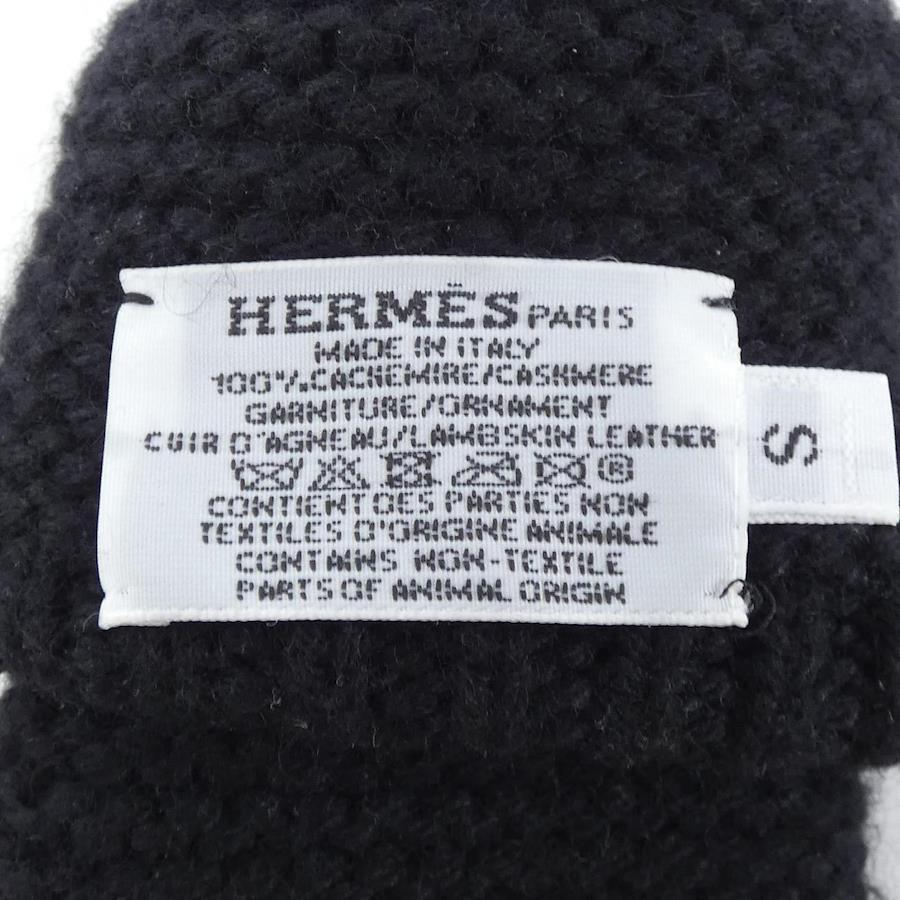 HERMÈS PARIS
MADE IN ITALY
100% CACHEMIRE/CASHMERE
GARNITURE/ORNAMENT
CUIR D'AGNEAU/LAMBSKIN LEATHER
®
CONTIENT DES PARTIES NON
TEXTILES D'ORIGINE ANIMALE
CONTAINS NON-TEXTILE
PARTS OF ANIMAL ORIGIN
S